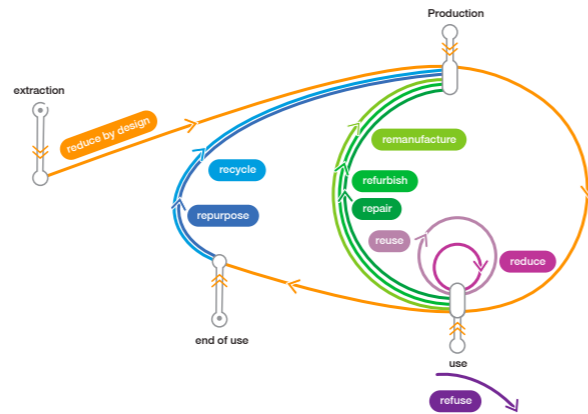 Production
extraction
reduce by design
remanufacture
recycle
refurbish
repair
repurpose
reuse
reduce
end of use
use
refuse